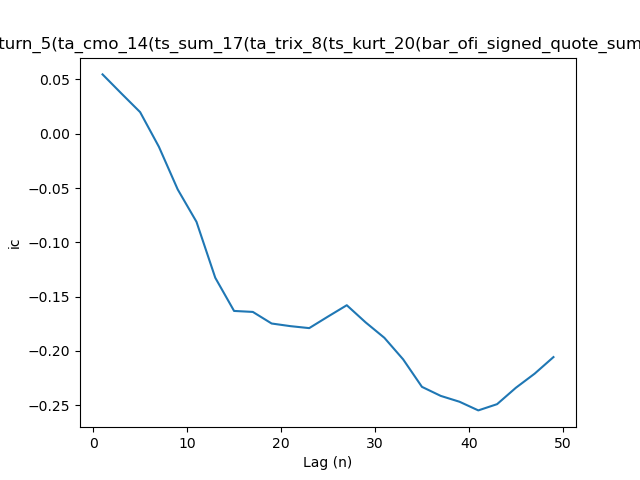 turn_5(ta_cmo_14(ts_sum_17(ta_trix_8(ts_kurt_20(bar_ofi_signed_quote_sum
0.05
0.00
−0.05
−0.10
−0.15
−0.20
−0.25
ic
0 10 20 30 40 50
Lag (n)